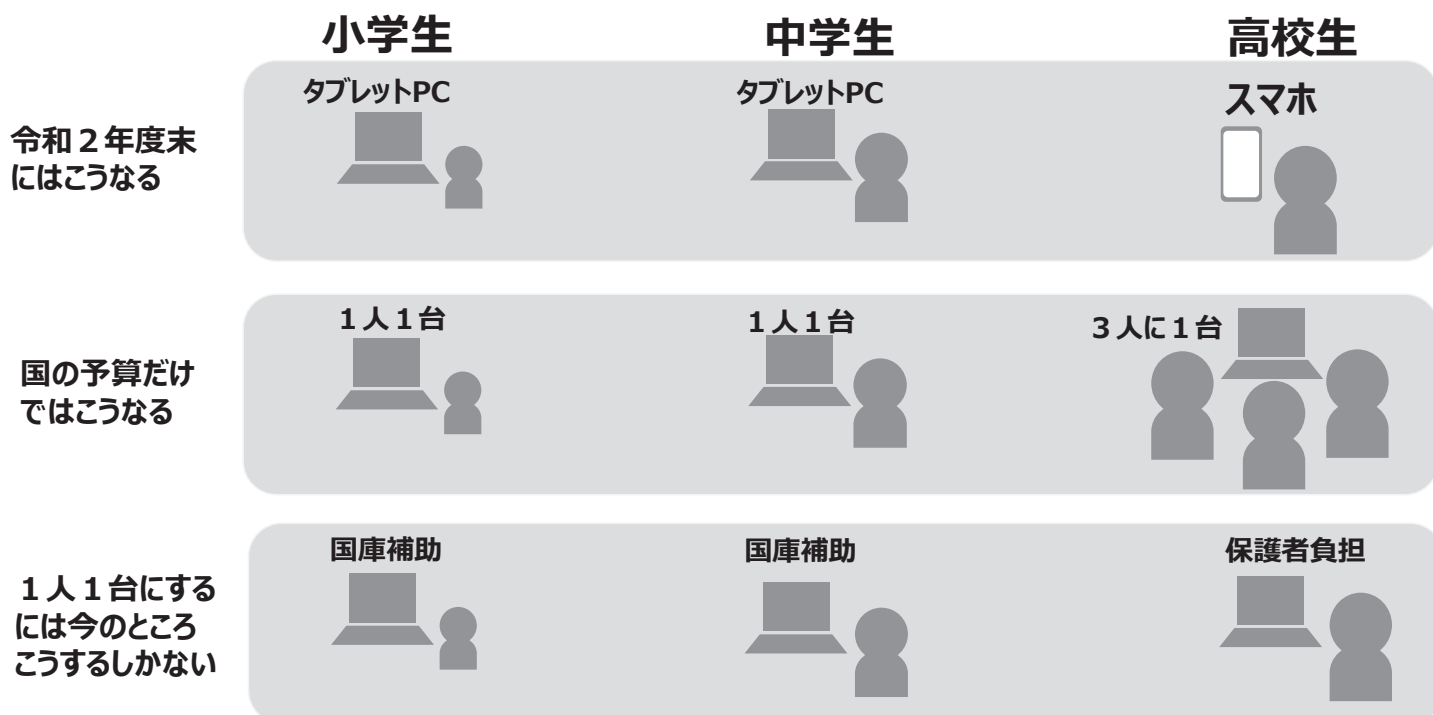 小学生
中学生
高校生
令和２年度末
にはこうなる
タブレットPC
タブレットPC
スマホ
国の予算だけ
ではこうなる
１人１台
１人１台
３人に１台
１人１台にする
には今のところ
こうするしかない
国庫補助
国庫補助
保護者負担